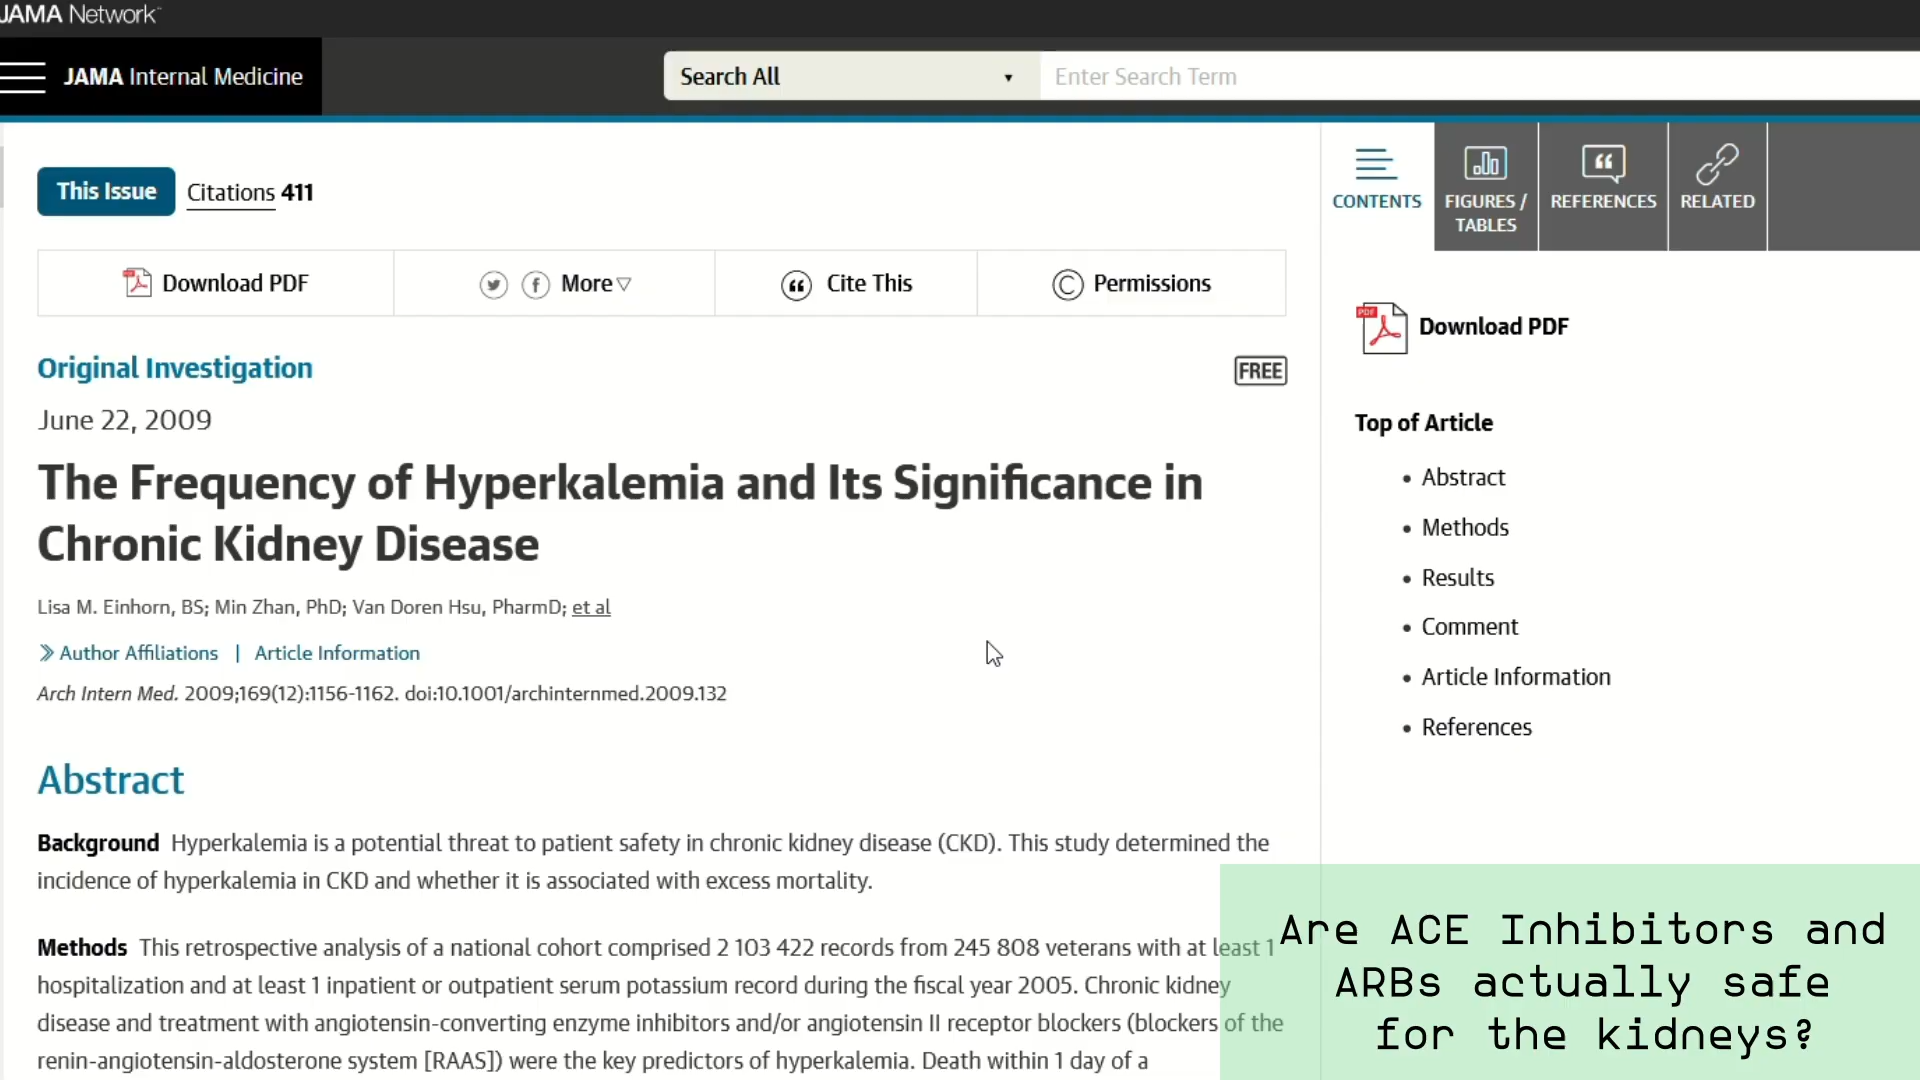 JAMA Network
JAMA Internal Medicine
Search All
Enter Search Term
This Issue
Citations 411
CONTENTS
FIGURES /
TABLES
REFERENCES
RELATED
Download PDF
More
Cite This
Permissions
Download PDF
Original Investigation
FREE
June 22, 2009
The Frequency of Hyperkalemia and Its Significance in
Chronic Kidney Disease
Lisa M. Einhorn, BS; Min Zhan, PhD; Van Doren Hsu, PharmD; et al
Author Affiliations | Article Information
Arch Intern Med. 2009;169(12):1156-1162. doi:10.1001/archinternmed.2009.132
Top of Article
• Abstract
• Methods
• Results
• Comment
• Article Information
• References
Abstract
Background Hyperkalemia is a potential threat to patient safety in chronic kidney disease (CKD). This study determined the
incidence of hyperkalemia in CKD and whether it is associated with excess mortality.
Methods This retrospective analysis of a national cohort comprised 2 103 422 records from 245 808 veterans with at least 1
hospitalization and at least 1 inpatient or outpatient serum potassium record during the fiscal year 2005. Chronic kidney
disease and treatment with angiotensin-converting enzyme inhibitors and/or angiotensin II receptor blockers (blockers of the
renin-angiotensin-aldosterone system [RAAS]) were the key predictors of hyperkalemia. Death within 1 day of a
Are ACE Inhibitors and
ARBs actually safe
for the kidneys?